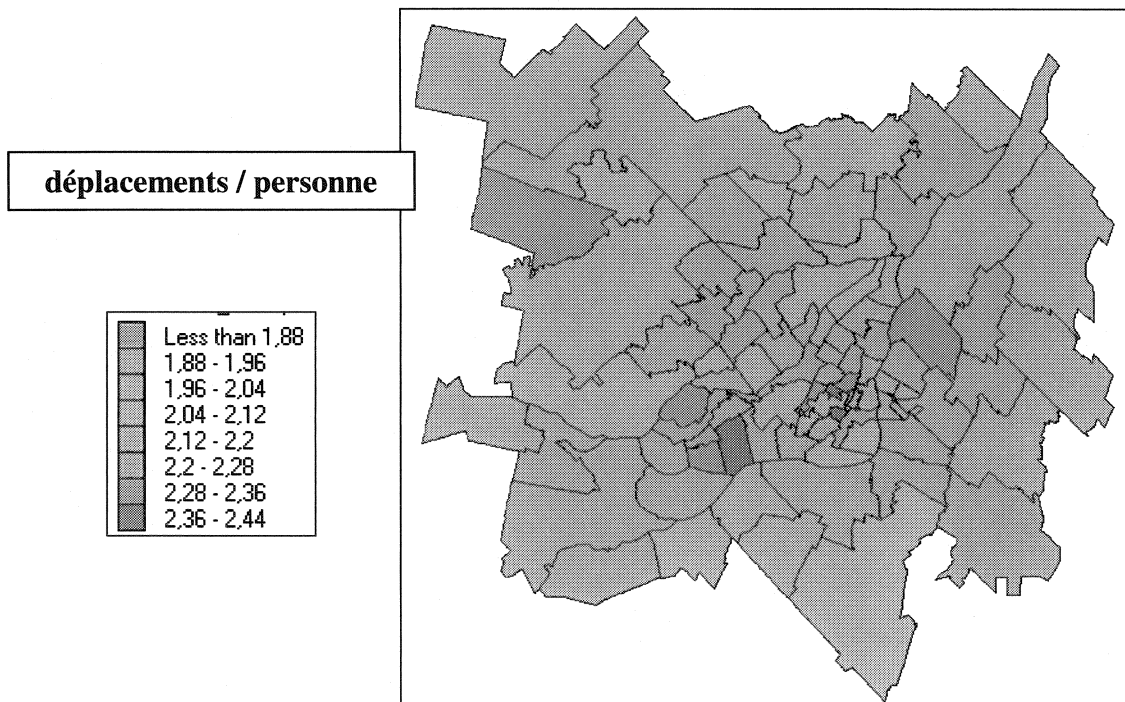 déplacements / personne
Less than 1,88
1,88 - 1,96
1,96 - 2,04
2,04 - 2,12
2,12 - 2,2
2,2 - 2,28
2,28 - 2,36
2,36 - 2,44